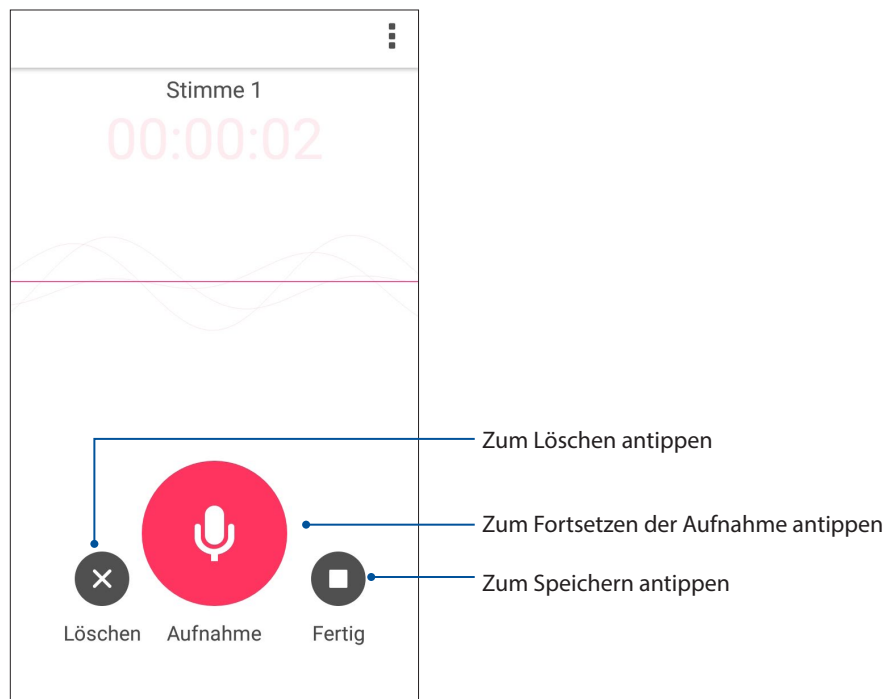 Stimme 1
00:00:02
Zum Löschen antippen
Zum Fortsetzen der Aufnahme antippen
Zum Speichern antippen
Löschen Aufnahme Fertig